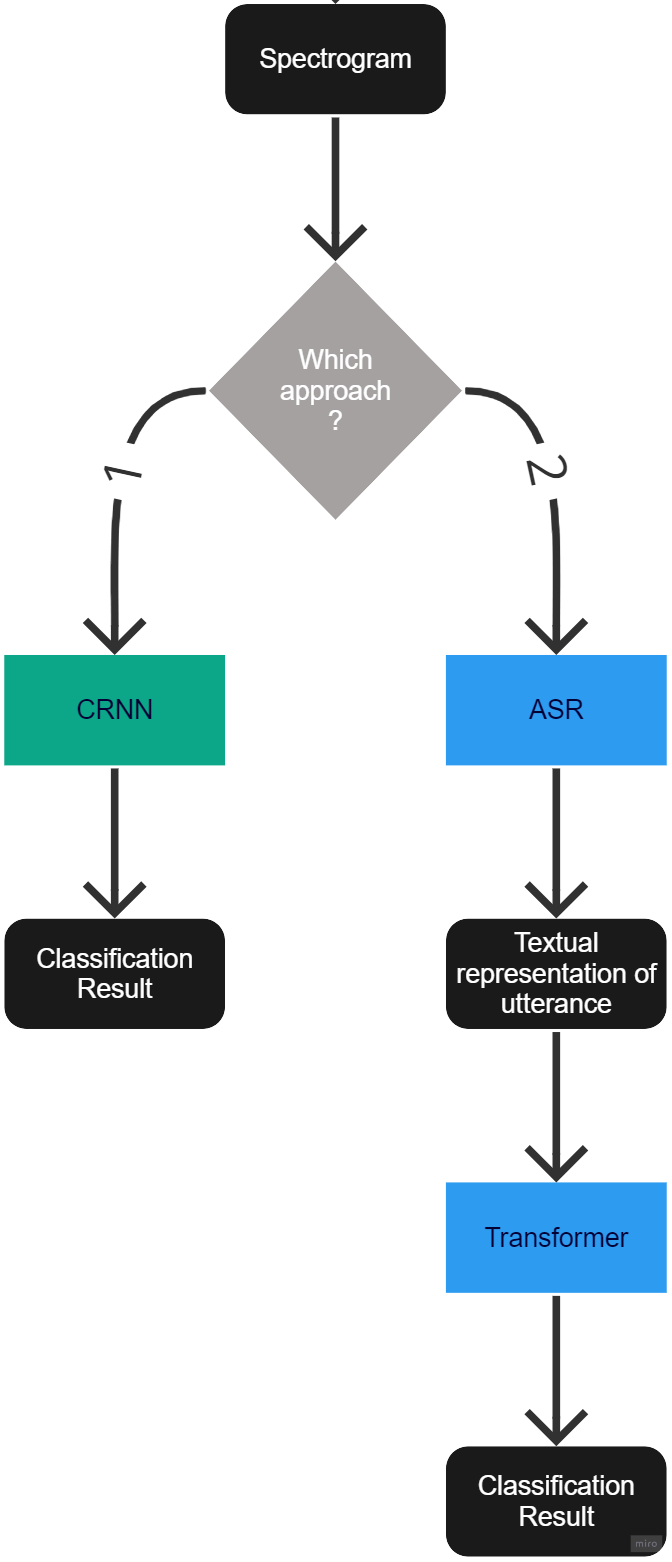 Spectrogram
Which
approach
?
1
2
CRNN
ASR
Classification
Result
Textual
representation of
utterance
Transformer
Classification
Result
miro